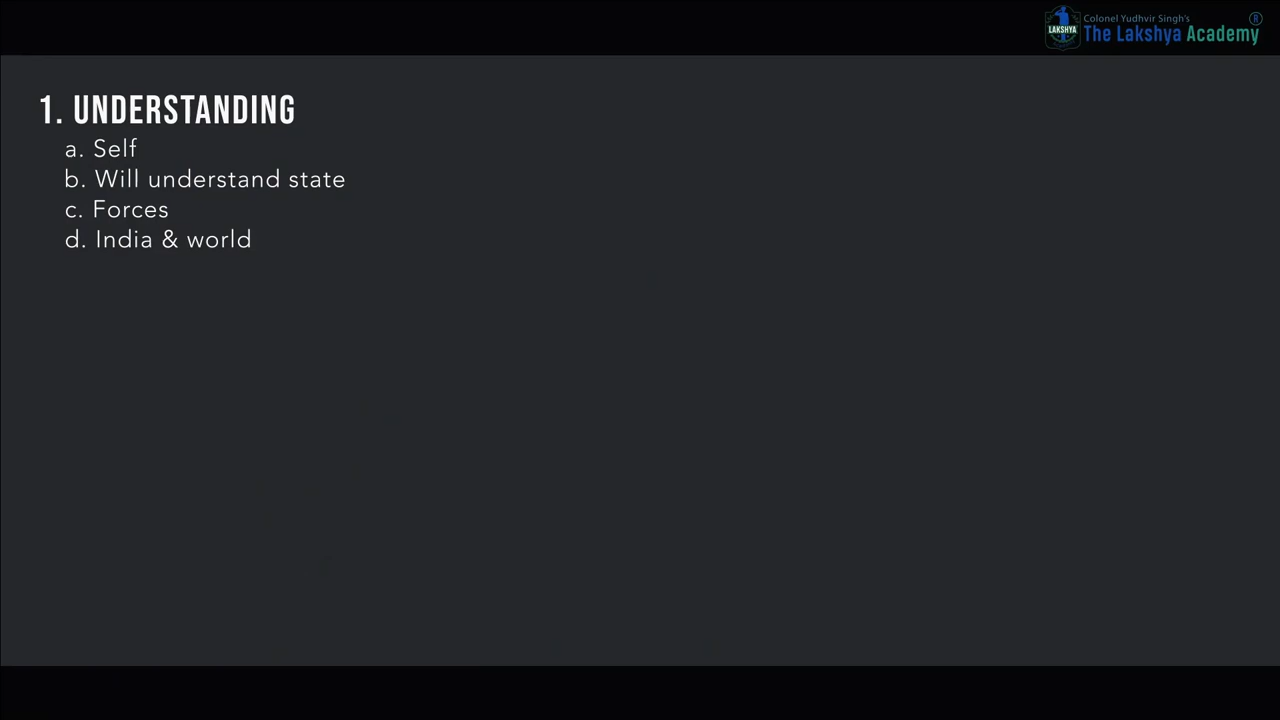 Colonel Yudhvir Singh's
LAKSHYA
The Lakshya Academy
®
1. UNDERSTANDING
a. Self
b. Will understand state
c. Forces
d. India & world